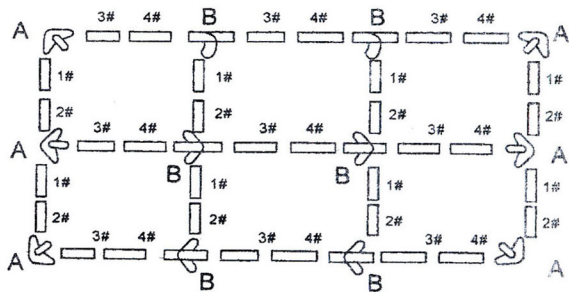 3# 4# B 3# 4# B 3# 4#
A A
1# 1# 1# 1#
2# 2# 2# 2#
3# 4# 3# 4# 3# 4#
A A
B B
1# 1# 1# 1#
2# 2# 2# 2#
3# 4# 3# 4# 3# 4#
A B B A